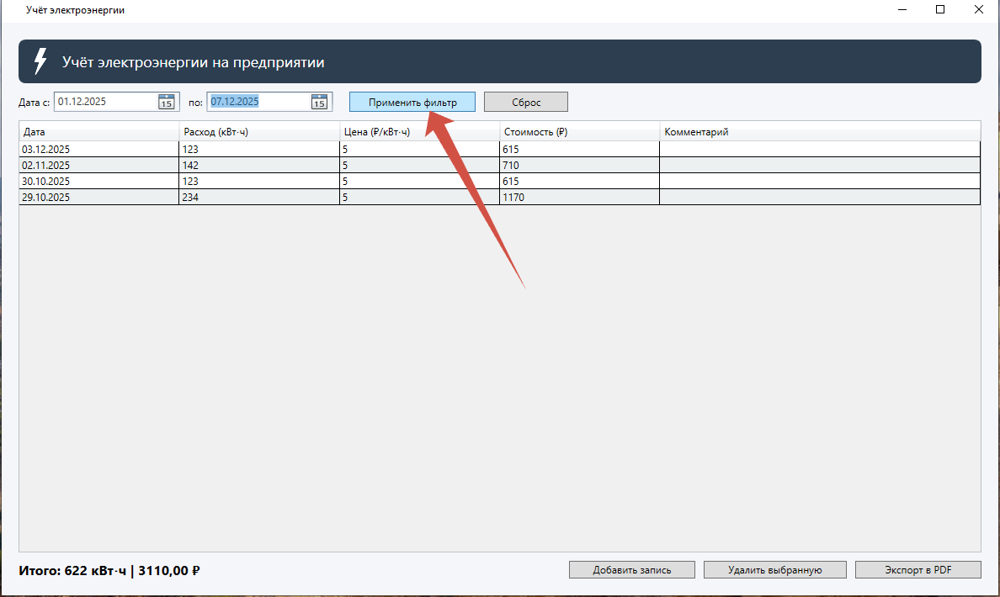 Учёт электроэнергии
Учёт электроэнергии на предприятии
Дата с: 01.12.2025 15 по: 07.12.2025 15 Применить фильтр Сброс
Дата Расход (кВт·ч) Цена (₽/кВт·ч) Стоимость (₽) Комментарий
03.12.2025 123 5 615
02.11.2025 142 5 710
30.10.2025 123 5 615
29.10.2025 234 5 1170
Итого: 622 кВт·ч | 3110,00 ₽ Добавить запись Удалить выбранную Экспорт в PDF